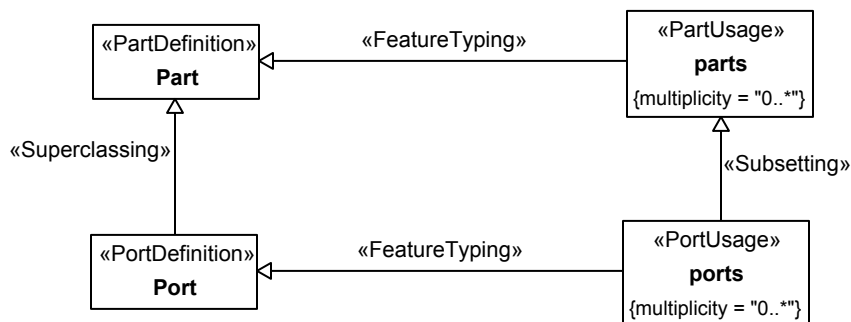 «PartDefinition»
Part
«FeatureTyping»
«PartUsage»
parts
{multiplicity = "0..*"}
«Superclassing»
«Subsetting»
«PortDefinition»
Port
«FeatureTyping»
«PortUsage»
ports
{multiplicity = "0..*"}